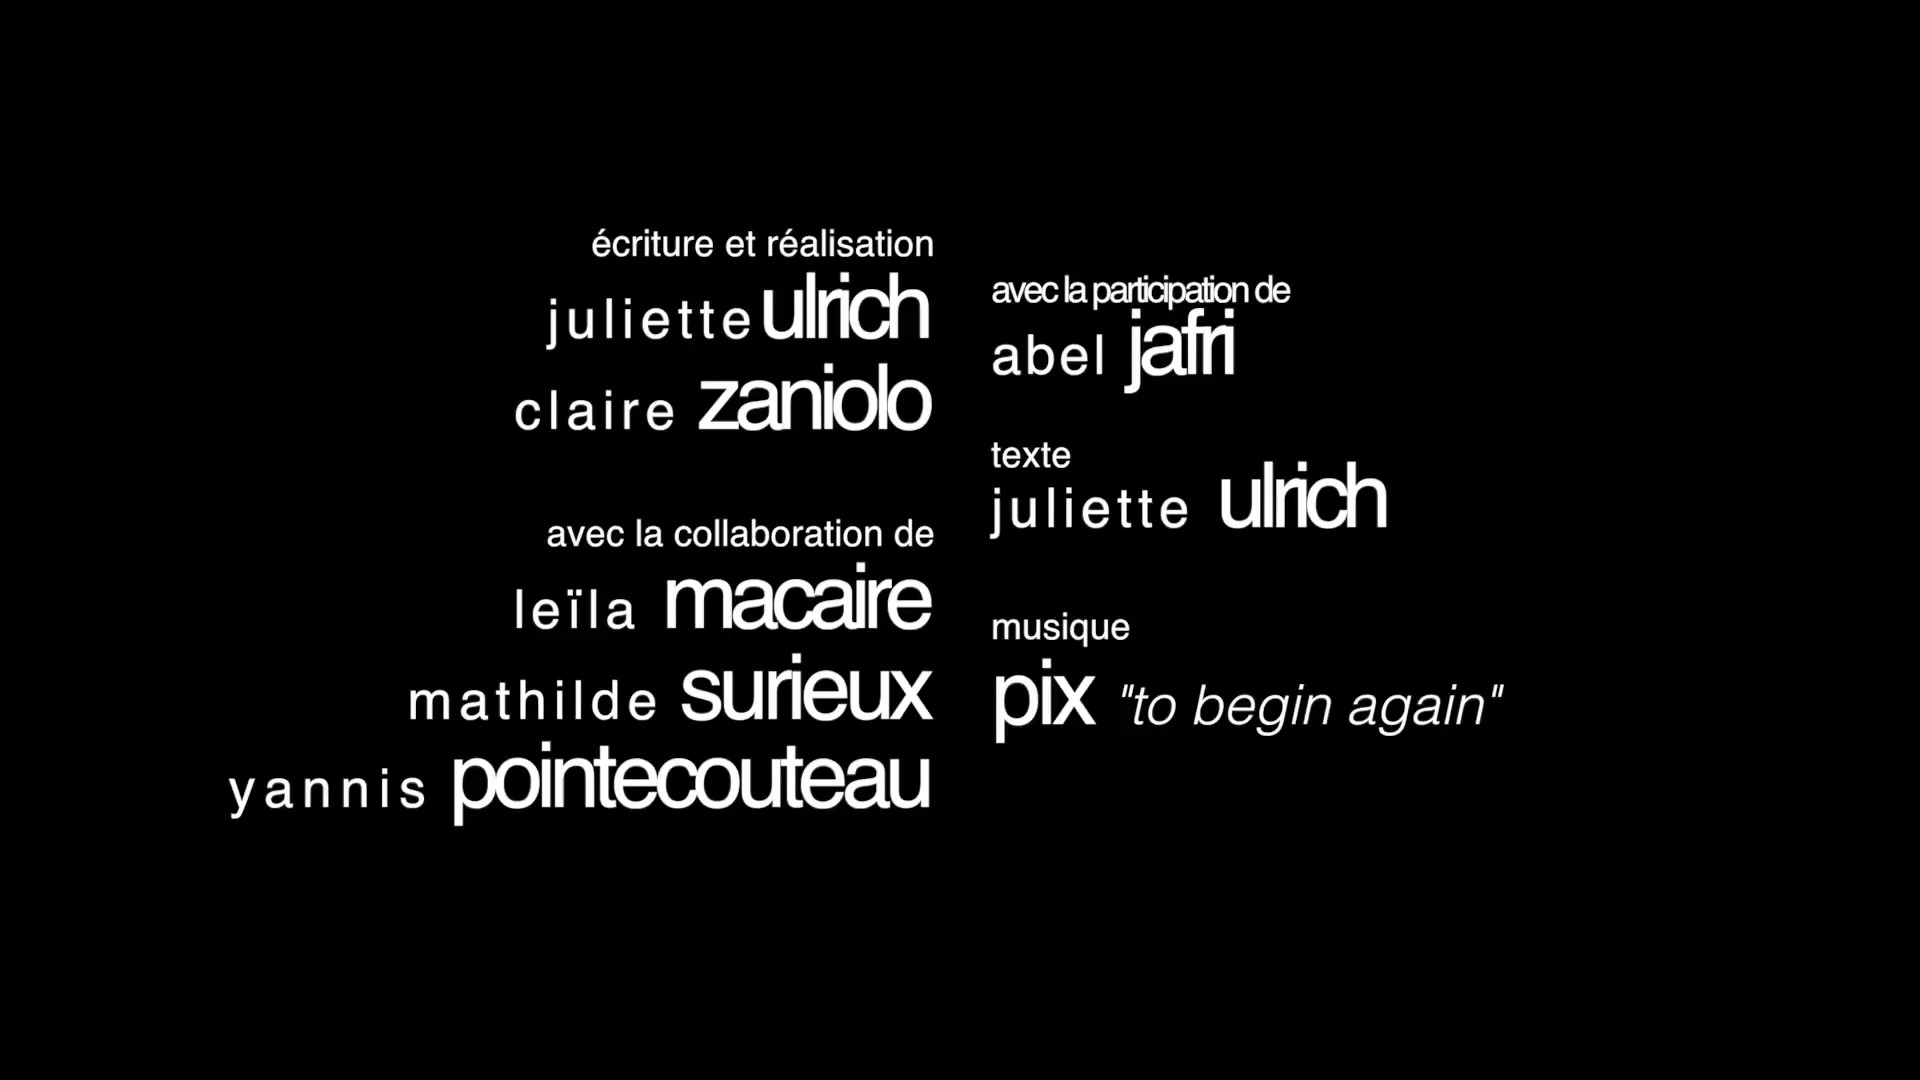 écriture et réalisation
juliette ulrich
claire zaniolo
avec la collaboration de
leïla macaire
mathilde surieux
yannis pointecouteau
avec la participation de
abel jafri
texte
juliette ulrich
musique
pix "to begin again"